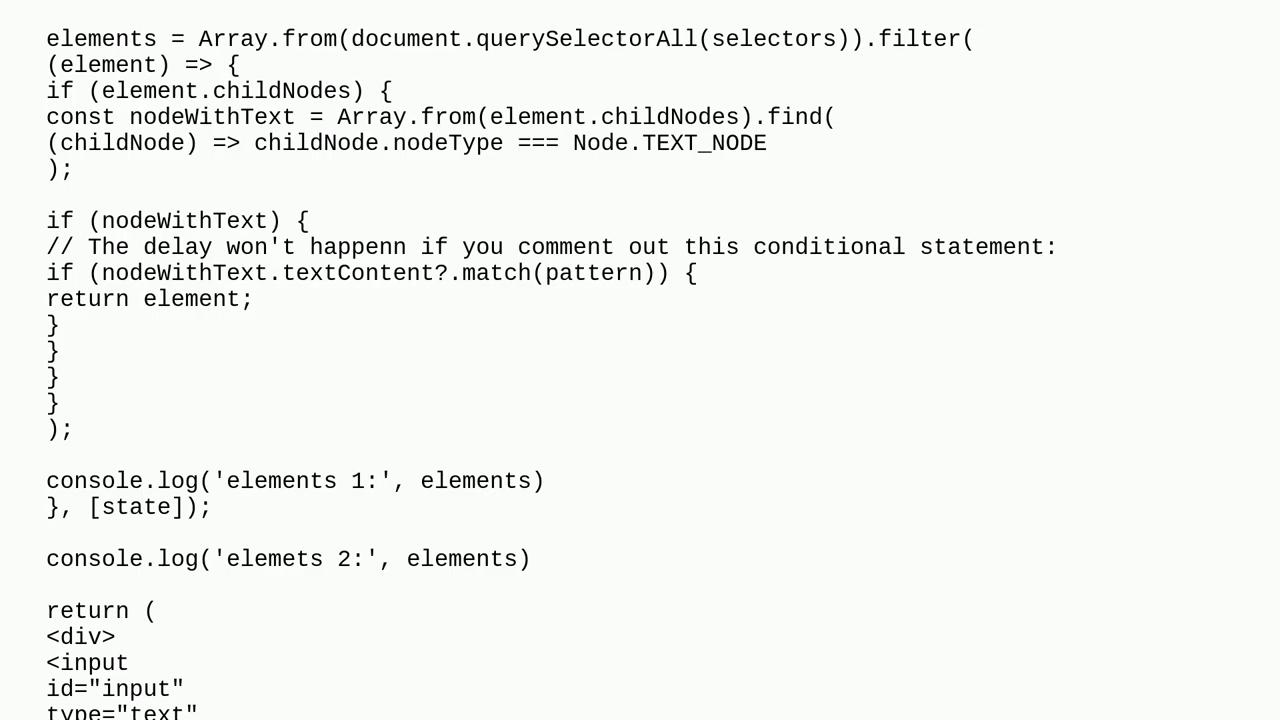 elements = Array.from(document.querySelectorAll(selectors)).filter(
(element) => {
if (element.childNodes) {
const nodeWithText = Array.from(element.childNodes).find(
(childNode) => childNode.nodeType === Node.TEXT_NODE
);
if (nodeWithText) {
// The delay won't happenn if you comment out this conditional statement:
if (nodeWithText.textContent?.match(pattern)) {
return element;
}
}
}
}
);
console.log('elements 1:', elements)
}, [state]);
console.log('elemets 2:', elements)
return (
<div>
<input
id="input"
type="text"